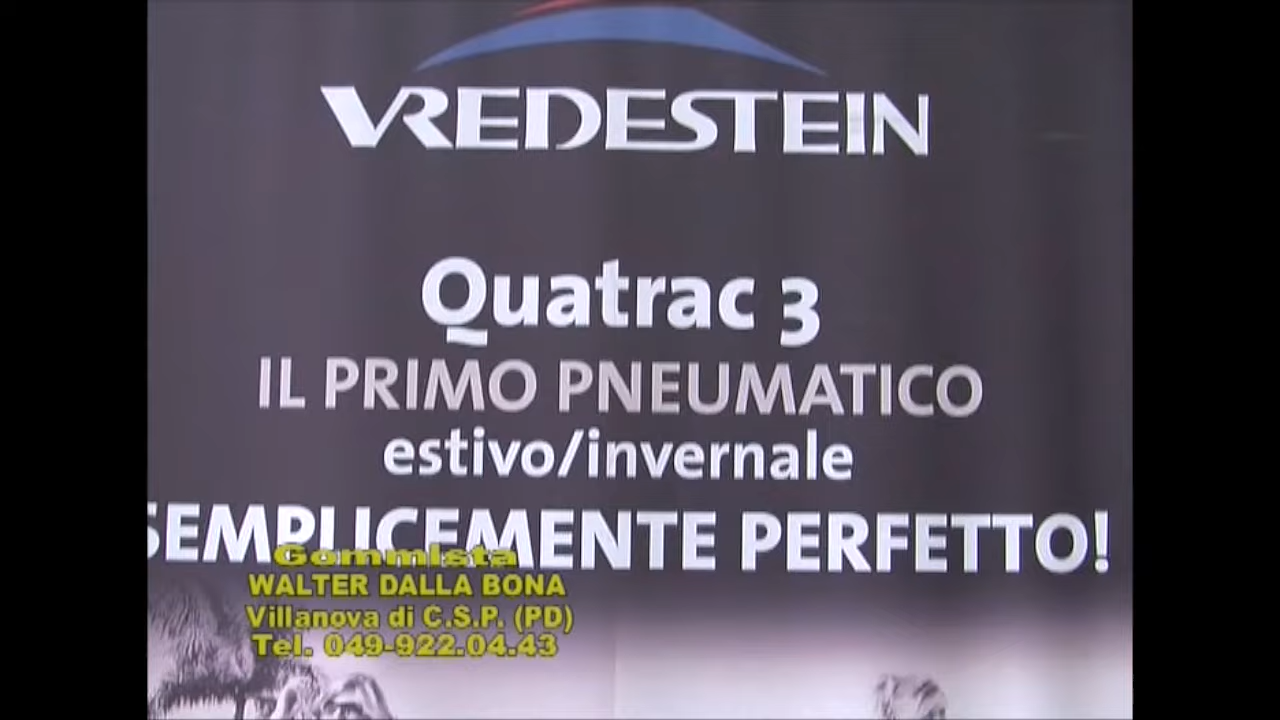 VREDESTEIN
Quatrac 3
IL PRIMO PNEUMATICO
estivo/invernale
SEMPLICEMENTE PERFETTO!
Gommista
WALTER DALLA BONA
Villanova di C.S.P. (PD)
Tel. 049-922.04.43